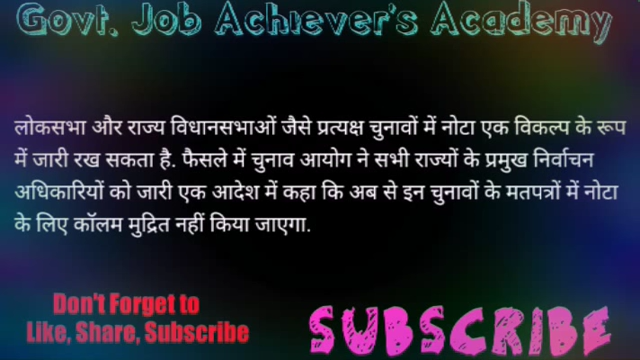 Govt. Job Achiever's Academy
लोकसभा और राज्य विधानसभाओं जैसे प्रत्यक्ष चुनावों में नोटा एक विकल्प के रूप
में जारी रख सकता है. फैसले में चुनाव आयोग ने सभी राज्यों के प्रमुख निर्वाचन
अधिकारियों को जारी एक आदेश में कहा कि अब से इन चुनावों के मतपत्रों में नोटा
के लिए कॉलम मुद्रित नहीं किया जाएगा.
Don't Forget to
Like, Share, Subscribe
SUBSCRIBE